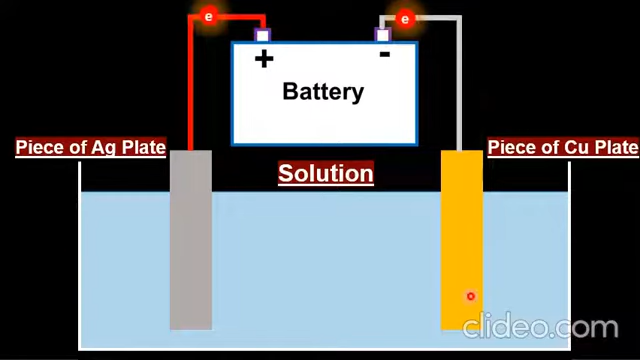 e
e
+
-
Battery
Piece of Ag Plate
Piece of Cu Plate
Solution
clideo.com